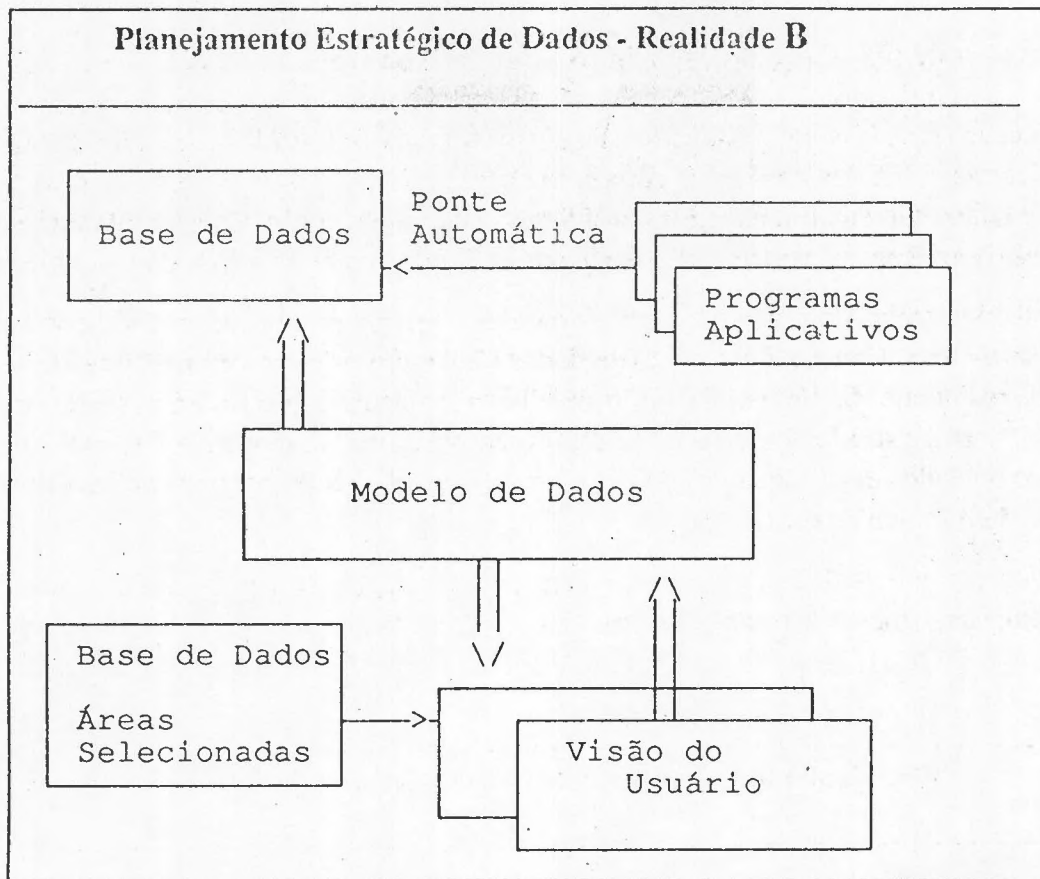 Planejamento Estratégico de Dados - Realidade B
Base de Dados
Ponte
Automática
Programas
Aplicativos
Modelo de Dados
Base de Dados
Áreas
Selecionadas
Visão do
Usuário